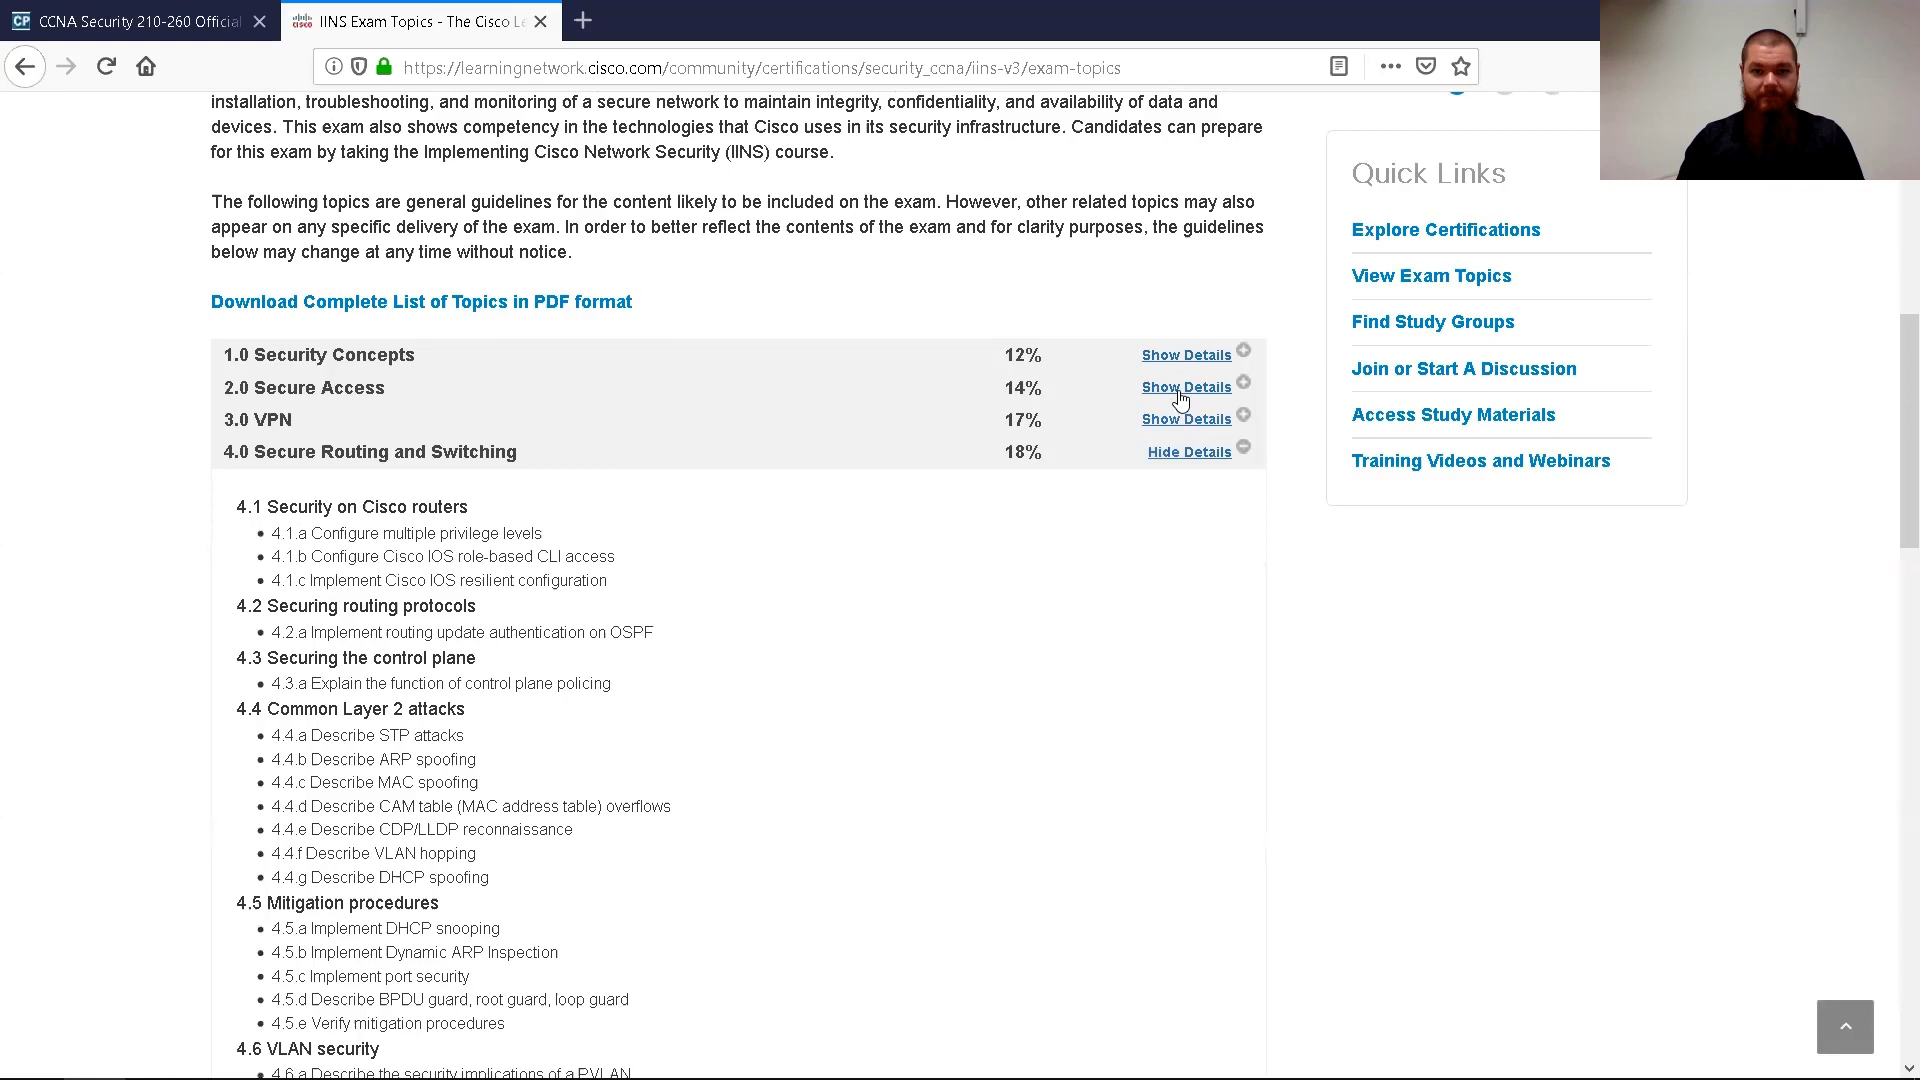 CCNA Security 210-260 Official
IINS Exam Topics - The Cisco Le
https://learningnetwork.cisco.com/community/certifications/security_ccna/iins-v3/exam-topics
installation, troubleshooting, and monitoring of a secure network to maintain integrity, confidentiality, and availability of data and
devices. This exam also shows competency in the technologies that Cisco uses in its security infrastructure. Candidates can prepare
for this exam by taking the Implementing Cisco Network Security (IINS) course.
The following topics are general guidelines for the content likely to be included on the exam. However, other related topics may also
appear on any specific delivery of the exam. In order to better reflect the contents of the exam and for clarity purposes, the guidelines
below may change at any time without notice.
Download Complete List of Topics in PDF format
1.0 Security Concepts 12% Show Details
2.0 Secure Access 14% Show Details
3.0 VPN 17% Show Details
4.0 Secure Routing and Switching 18% Hide Details
4.1 Security on Cisco routers
• 4.1.a Configure multiple privilege levels
• 4.1.b Configure Cisco IOS role-based CLI access
• 4.1.c Implement Cisco IOS resilient configuration
4.2 Securing routing protocols
• 4.2.a Implement routing update authentication on OSPF
4.3 Securing the control plane
• 4.3.a Explain the function of control plane policing
4.4 Common Layer 2 attacks
• 4.4.a Describe STP attacks
• 4.4.b Describe ARP spoofing
• 4.4.c Describe MAC spoofing
• 4.4.d Describe CAM table (MAC address table) overflows
• 4.4.e Describe CDP/LLDP reconnaissance
• 4.4.f Describe VLAN hopping
• 4.4.g Describe DHCP spoofing
4.5 Mitigation procedures
• 4.5.a Implement DHCP snooping
• 4.5.b Implement Dynamic ARP Inspection
• 4.5.c Implement port security
• 4.5.d Describe BPDU guard, root guard, loop guard
• 4.5.e Verify mitigation procedures
4.6 VLAN security
• 4.6.a Describe the security implications of a PVLAN
Quick Links
Explore Certifications
View Exam Topics
Find Study Groups
Join or Start A Discussion
Access Study Materials
Training Videos and Webinars